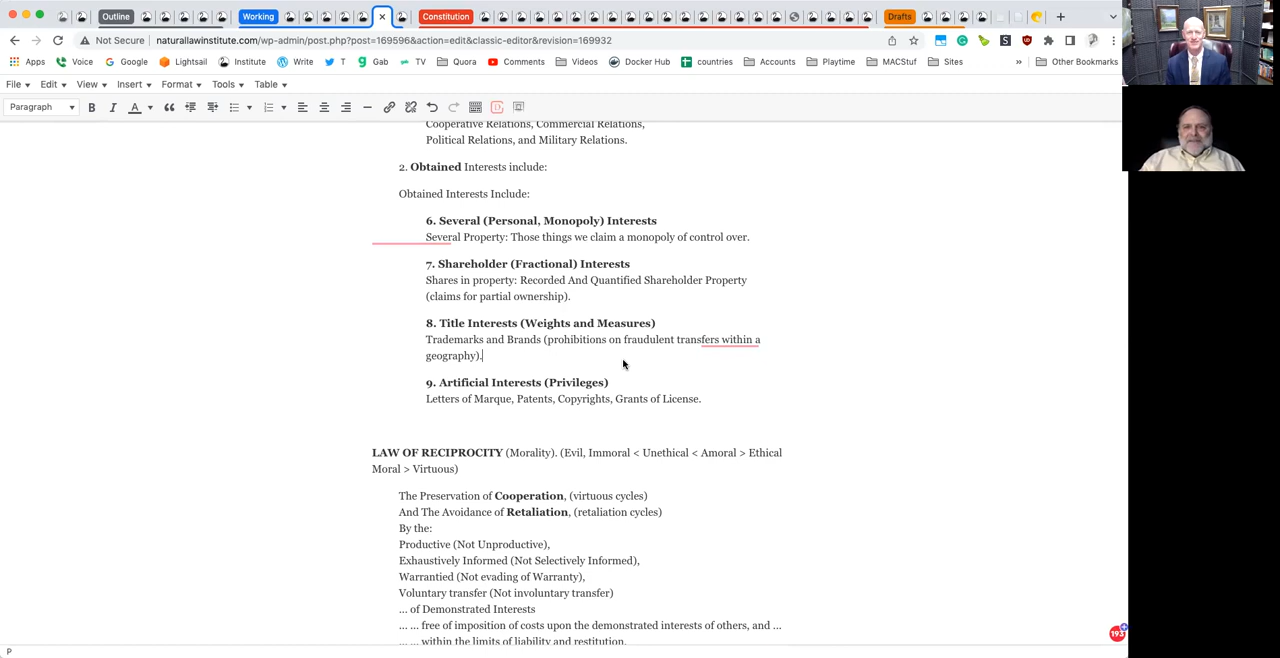 Outline
Working
Constitution
Drafts
Not Secure naturallawinstitute.com/wp-admin/post.php?post=169596&action=edit&classic-editor&revision=169932
Apps Voice Google Lightsail Institute Write T Gab TV Quora Comments Videos Docker Hub countries Accounts Playtime MACStuf Sites » Other Bookmarks
File Edit View Insert Format Tools Table
Paragraph B I A
Cooperative Relations, Commercial Relations,
Political Relations, and Military Relations.
2. Obtained Interests include:
Obtained Interests Include:
6. Several (Personal, Monopoly) Interests
Several Property: Those things we claim a monopoly of control over.
7. Shareholder (Fractional) Interests
Shares in property: Recorded And Quantified Shareholder Property
(claims for partial ownership).
8. Title Interests (Weights and Measures)
Trademarks and Brands (prohibitions on fraudulent transfers within a
geography).
9. Artificial Interests (Privileges)
Letters of Marque, Patents, Copyrights, Grants of License.
LAW OF RECIPROCITY (Morality). (Evil, Immoral < Unethical < Amoral > Ethical
Moral > Virtuous)
The Preservation of Cooperation, (virtuous cycles)
And The Avoidance of Retaliation, (retaliation cycles)
By the:
Productive (Not Unproductive),
Exhaustively Informed (Not Selectively Informed),
Warrantied (Not evading of Warranty),
Voluntary transfer (Not involuntary transfer)
... of Demonstrated Interests
... ... free of imposition of costs upon the demonstrated interests of others, and ...
... ... within the limits of liability and restitution.
193
P